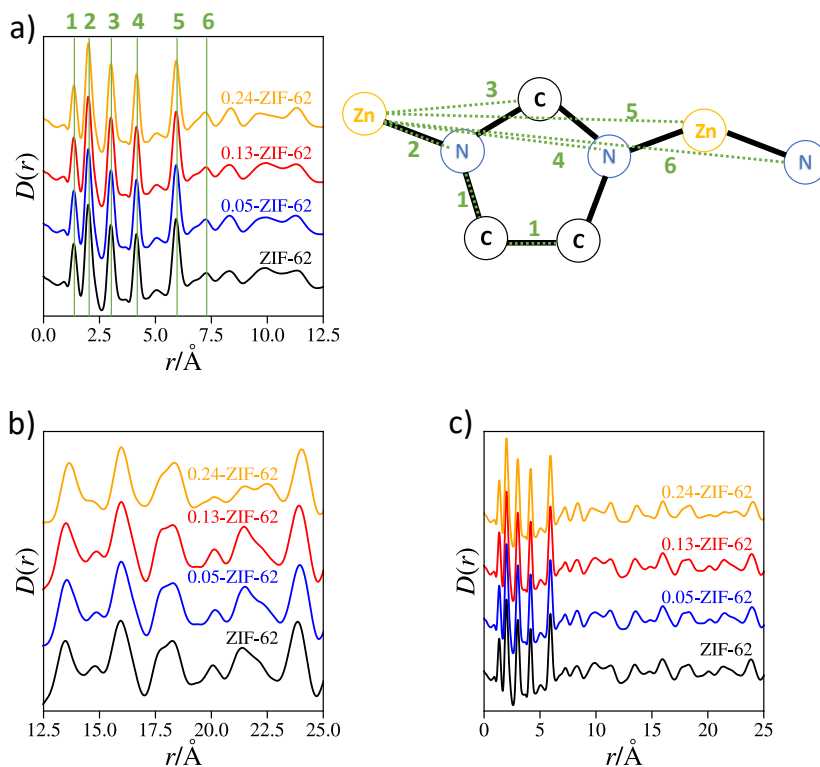 a)
1 2 3 4 5 6
0.24-ZIF-62
0.13-ZIF-62
0.05-ZIF-62
ZIF-62
D(r)
0.0 2.5 5.0 7.5 10.0 12.5
r/Å
Zn
3
C
5
Zn
2
N
4
N
6
N
1
C
1
C
b)
0.24-ZIF-62
0.13-ZIF-62
0.05-ZIF-62
ZIF-62
D(r)
12.5 15.0 17.5 20.0 22.5 25.0
r/Å
c)
0.24-ZIF-62
0.13-ZIF-62
0.05-ZIF-62
ZIF-62
D(r)
0 5 10 15 20 25
r/Å